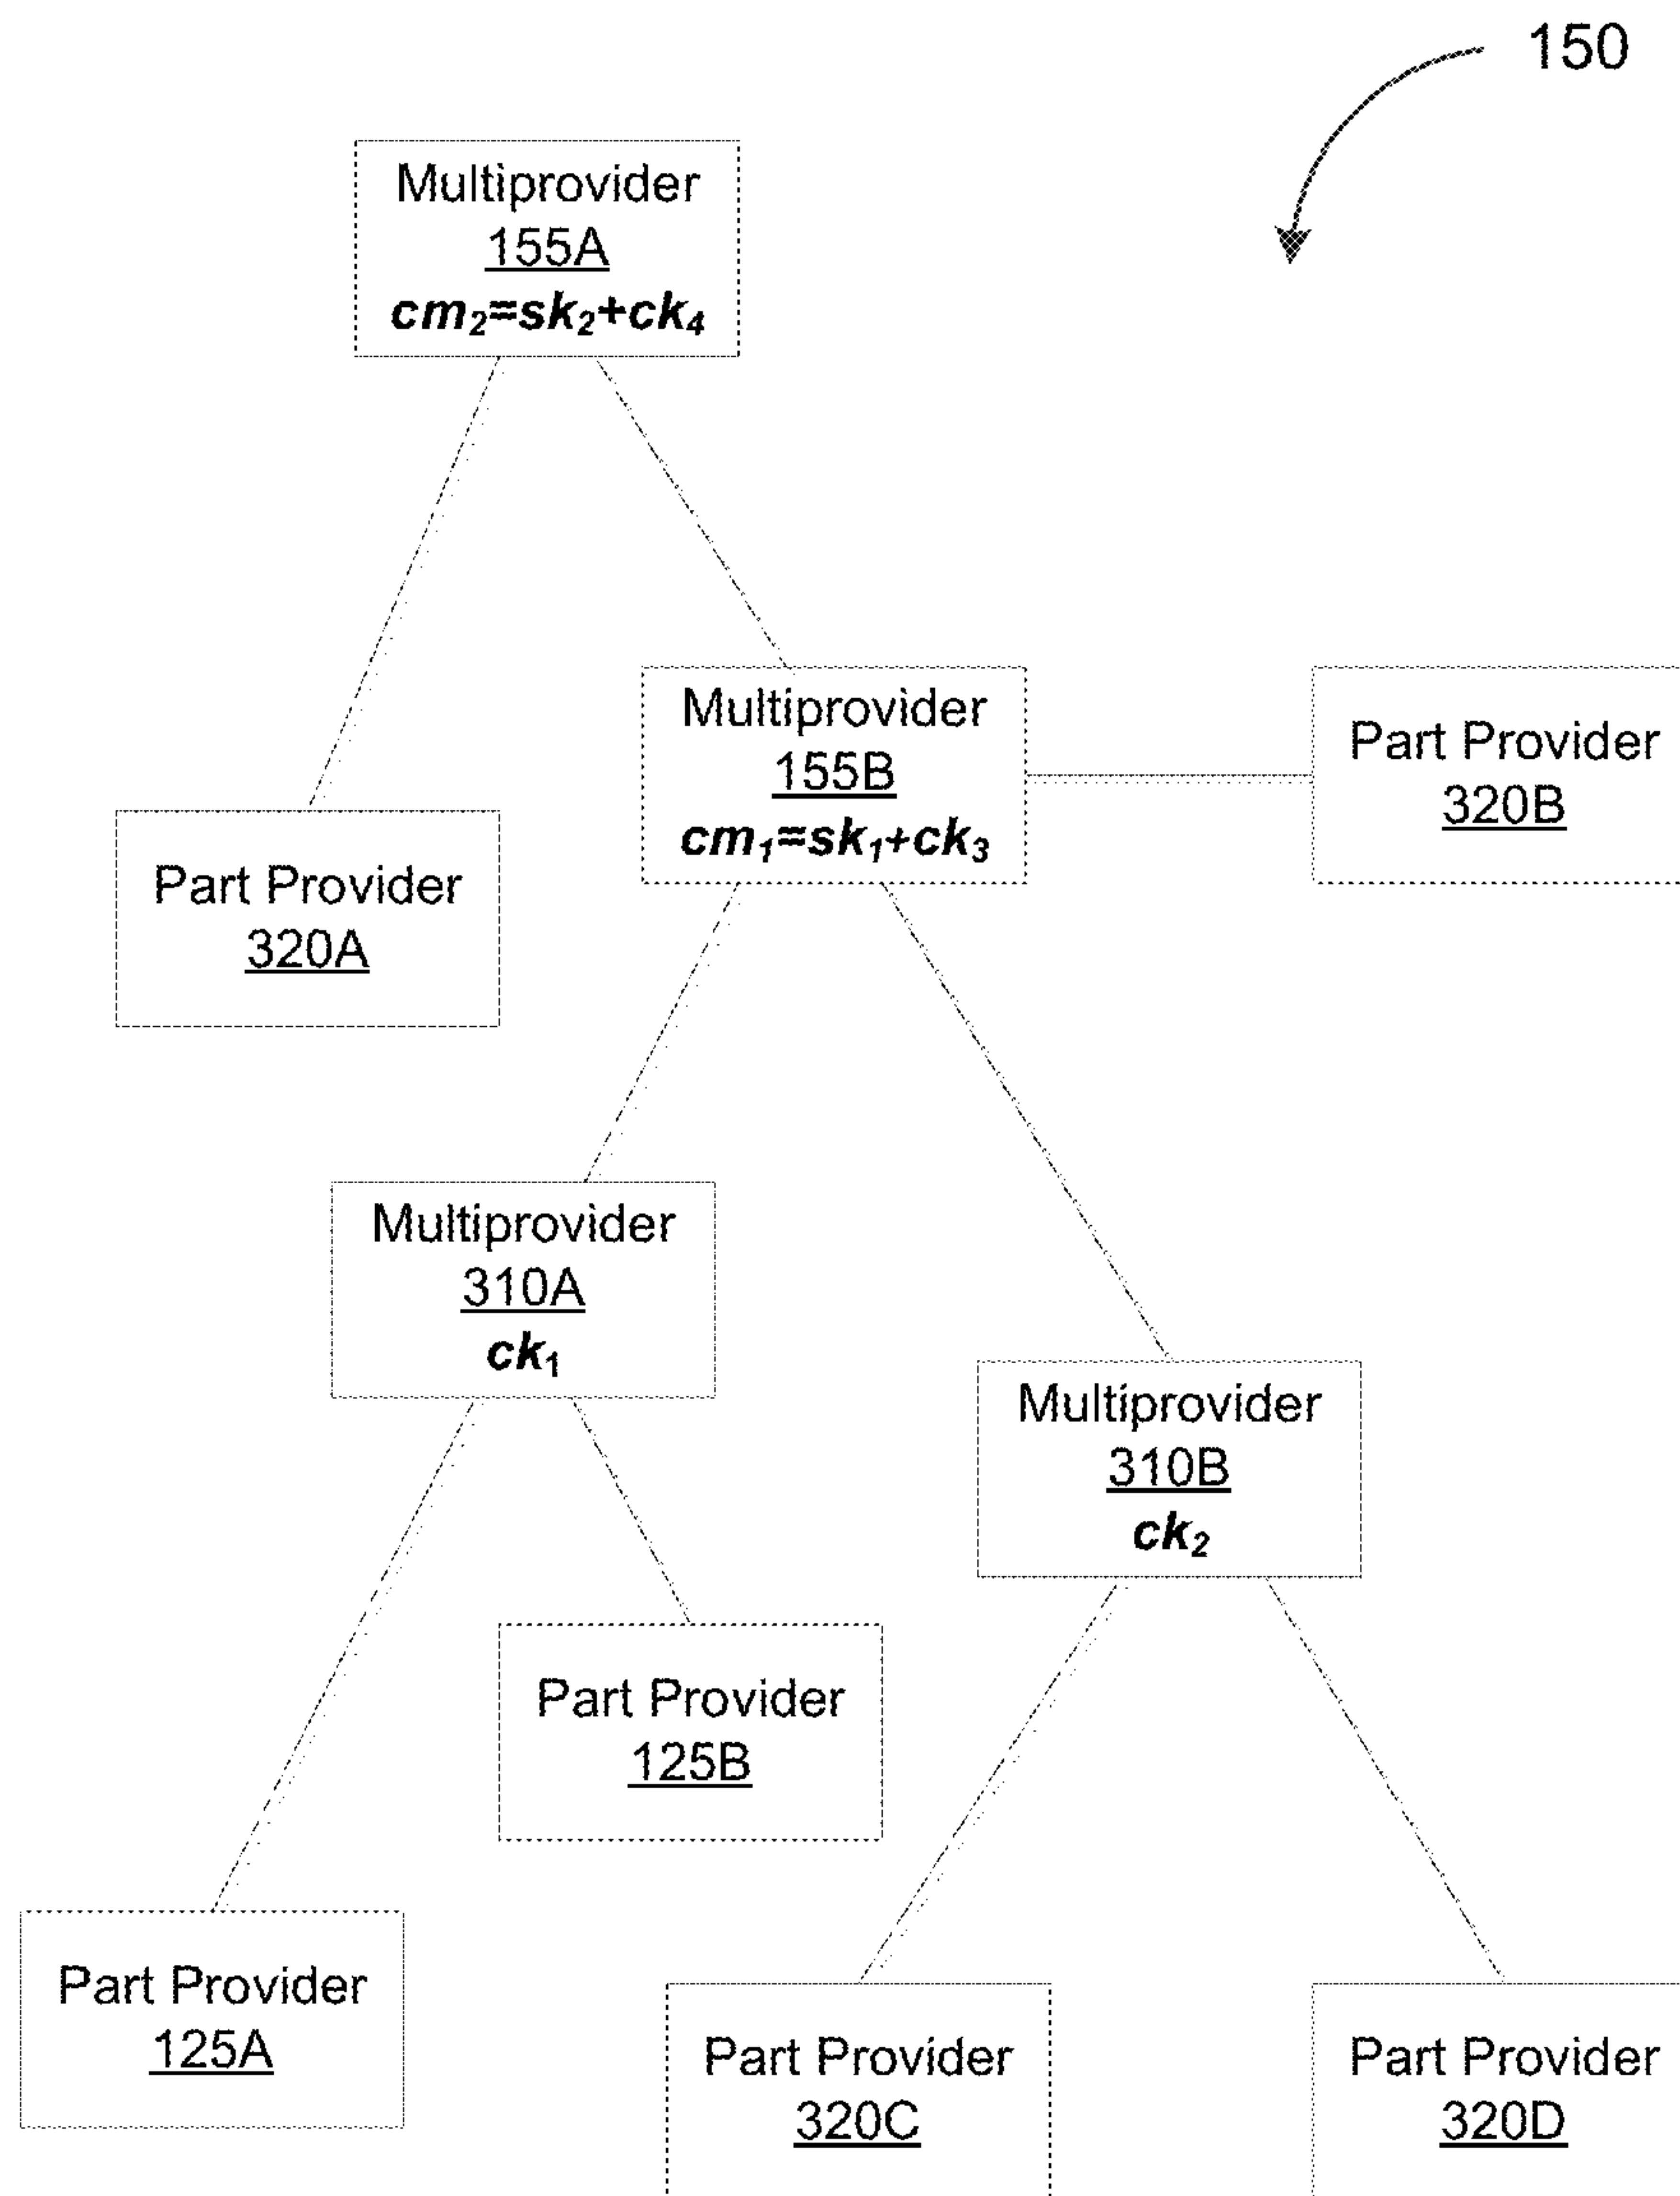 150
Multiprovider
155A
cm₂=sk₂+ck₄
Multiprovider
155B
cm₁=sk₁+ck₃
Part Provider
320B
Part Provider
320A
Multiprovider
310A
ck₁
Multiprovider
310B
ck₂
Part Provider
125B
Part Provider
125A
Part Provider
320C
Part Provider
320D